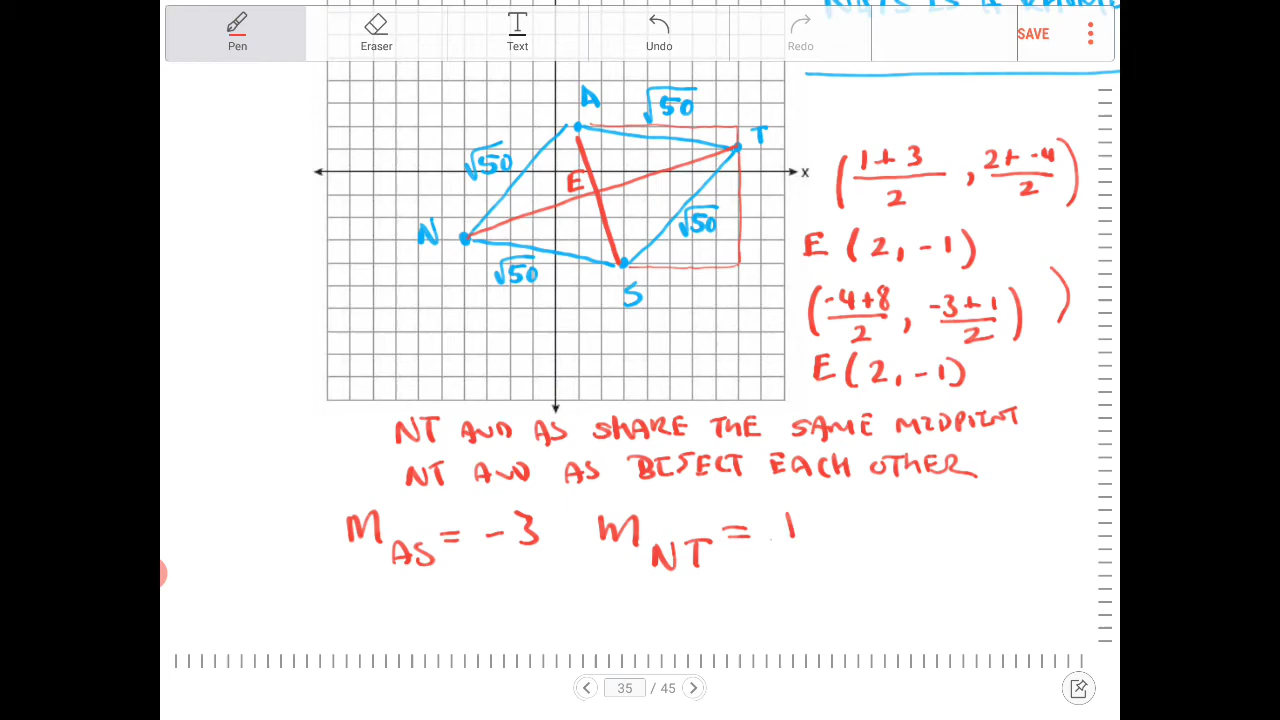 Pen Eraser Text Undo Redo SAVE
A
√50
T
√50
x
E
√50
N
√50
S
(1+3/2, 2+-4/2)
E (2, -1)
(-4+8/2, -3+1/2)
)
E (2, -1)
NT AND AS SHARE THE SAME MIDPOINT
NT AND AS BISECT EACH OTHER
m AS = -3 m NT = 1
35 / 45